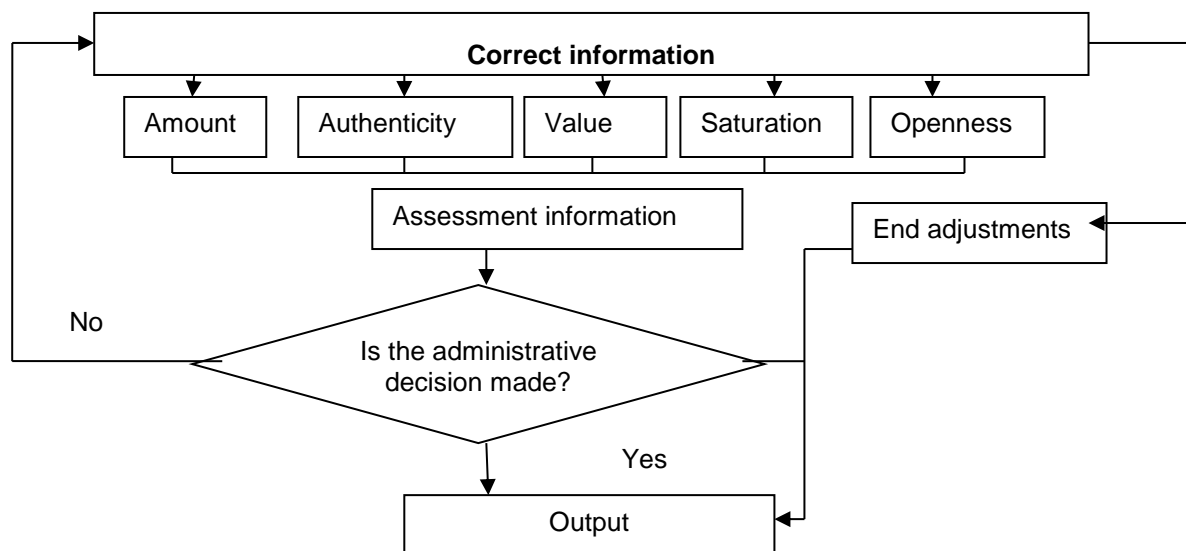 Correct information
Amount
Authenticity
Value
Saturation
Openness
Assessment information
End adjustments
No
Is the administrative
decision made?
Yes
Output